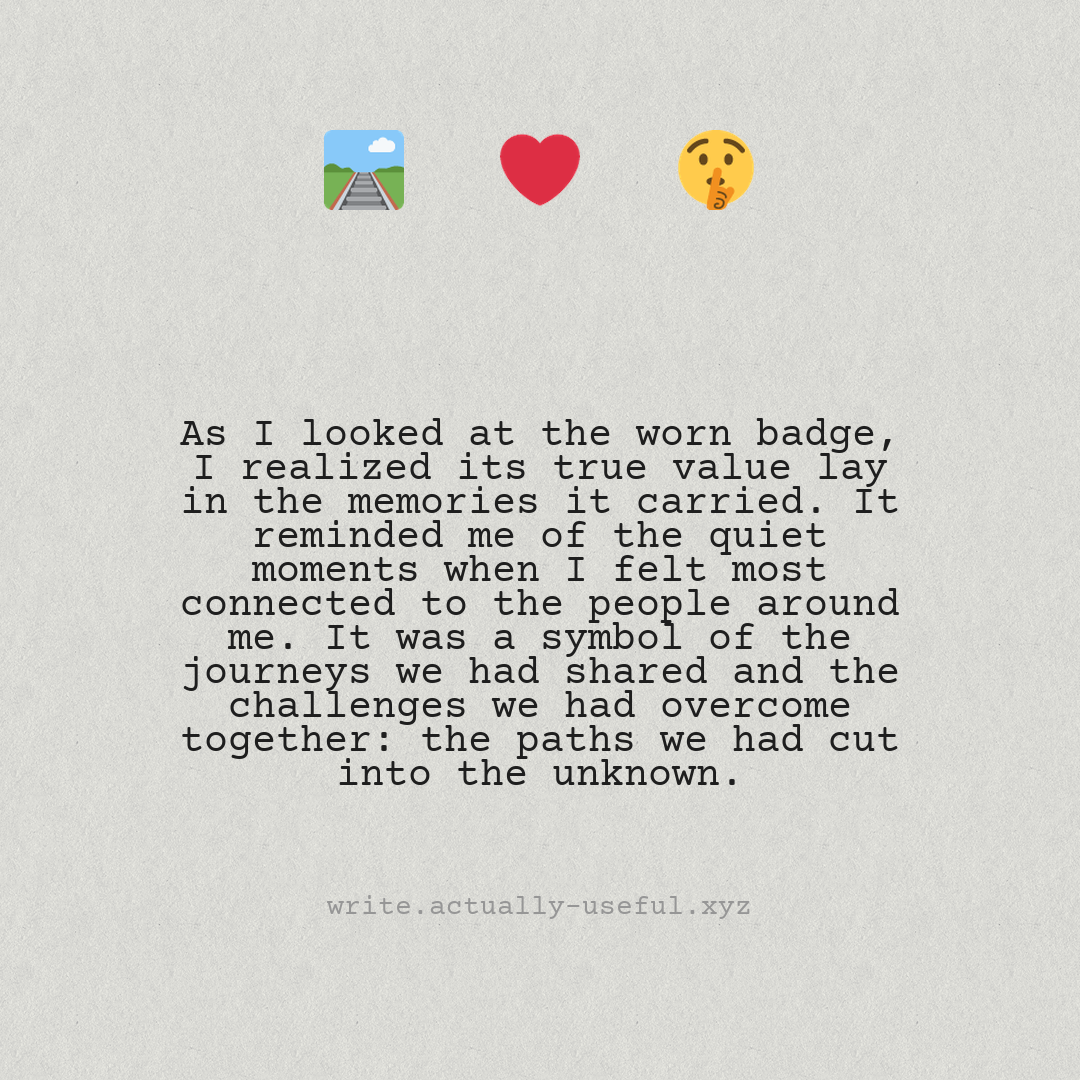 As I looked at the worn badge,
I realized its true value lay
in the memories it carried. It
reminded me of the quiet
moments when I felt most
connected to the people around
me. It was a symbol of the
journeys we had shared and the
challenges we had overcome
together: the paths we had cut
into the unknown.
write.actually-useful.xyz